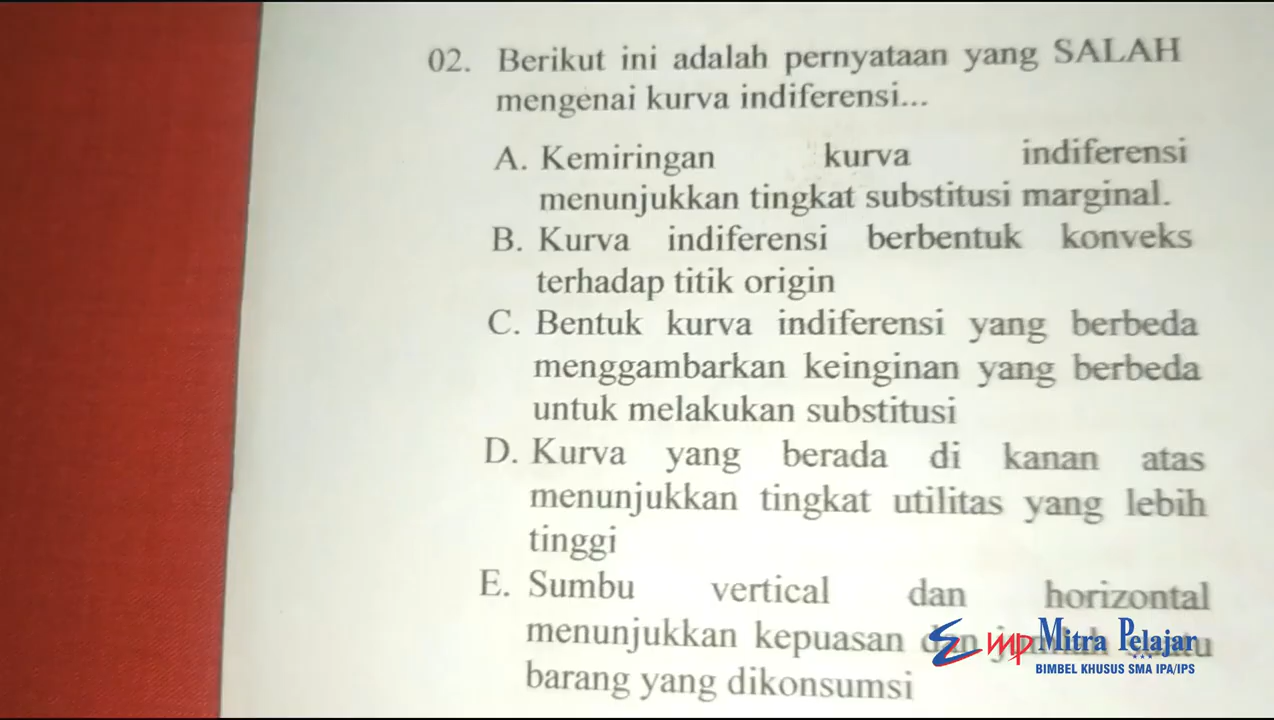 02. Berikut ini adalah pernyataan yang SALAH
mengenai kurva indiferensi...
A. Kemiringan kurva indiferensi
menunjukkan tingkat substitusi marginal.
B. Kurva indiferensi berbentuk konveks
terhadap titik origin
C. Bentuk kurva indiferensi yang berbeda
menggambarkan keinginan yang berbeda
untuk melakukan substitusi
D. Kurva yang berada di kanan atas
menunjukkan tingkat utilitas yang lebih
tinggi
E. Sumbu vertical dan horizontal
menunjukkan kepuasan dan
barang yang dikonsumsi
mp Mitra Pelajar
BIMBEL KHUSUS SMA IPA/IPS